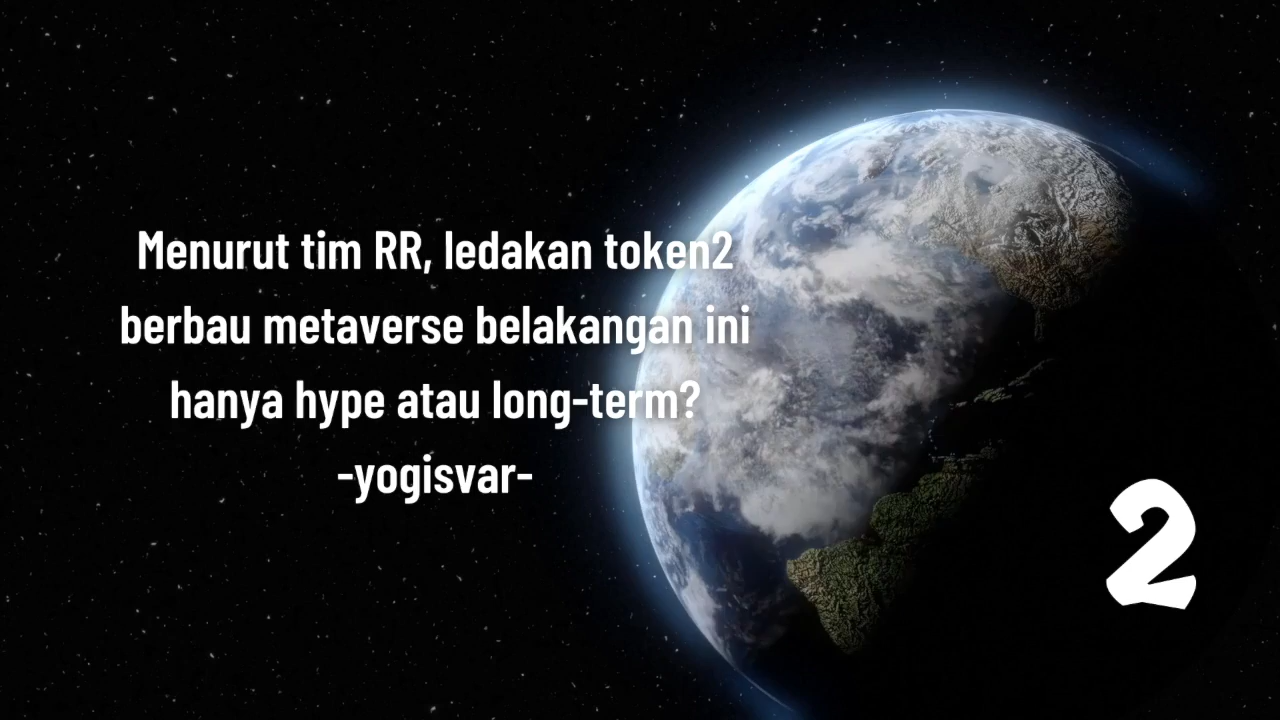 Menurut tim RR, ledakan token2
berbau metaverse belakangan ini
hanya hype atau long-term?
-yogisvar-
2